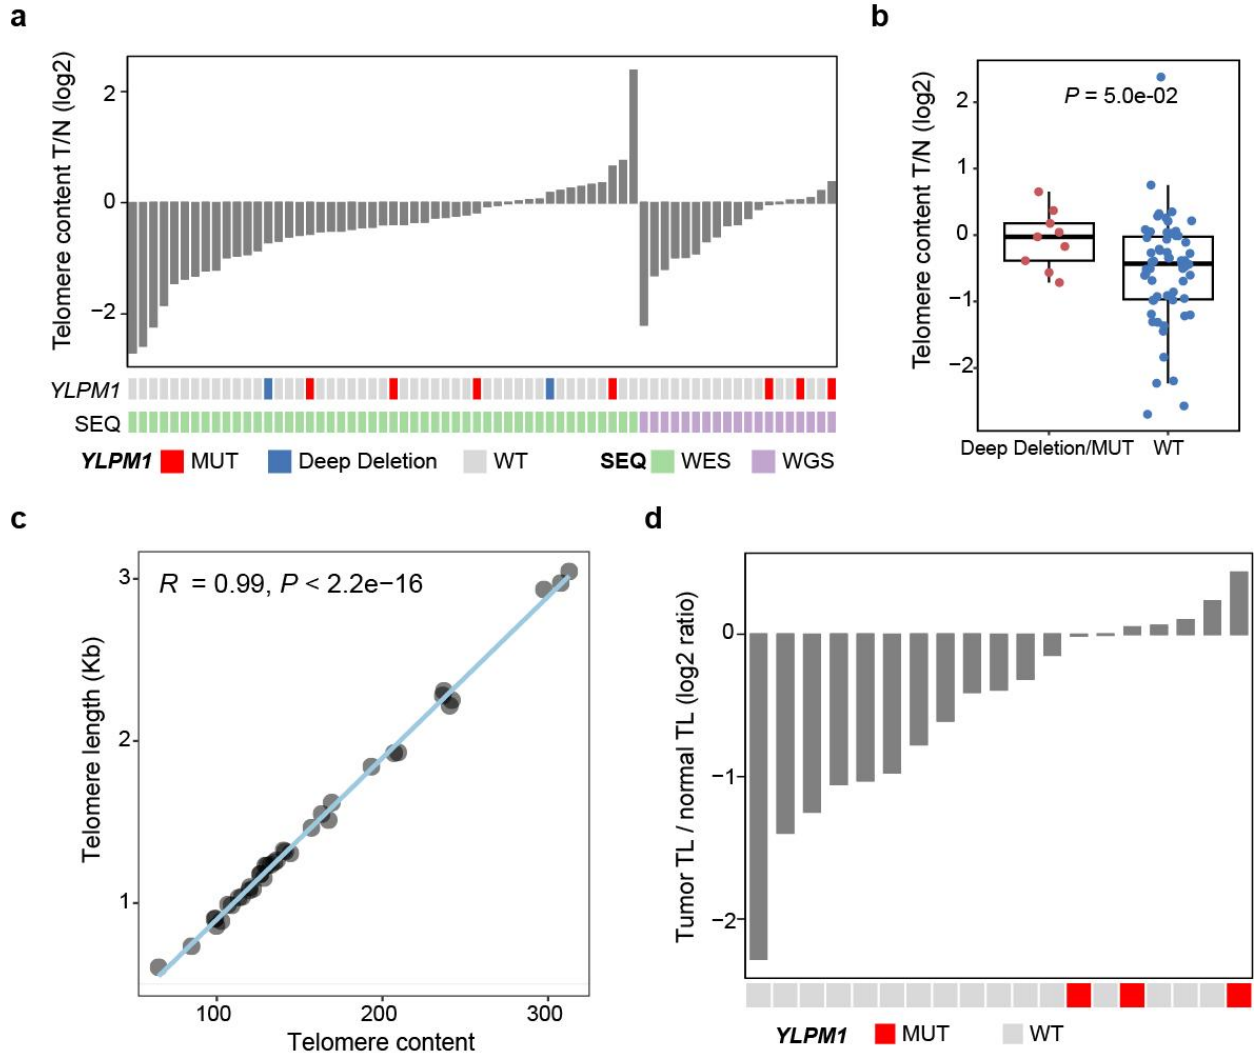 a
Telomere content T/N (log2)
2
0
−2
YLPM1
SEQ
YLPM1 MUT Deep Deletion WT SEQ WES WGS
b
Telomere content T/N (log2)
2
1
0
−1
−2
P = 5.0e-02
Deep Deletion/MUT WT
c
Telomere length (Kb)
3
2
1
R = 0.99, P < 2.2e−16
100 200 300
Telomere content
d
Tumor TL / normal TL (log2 ratio)
0
−1
−2
YLPM1 MUT WT